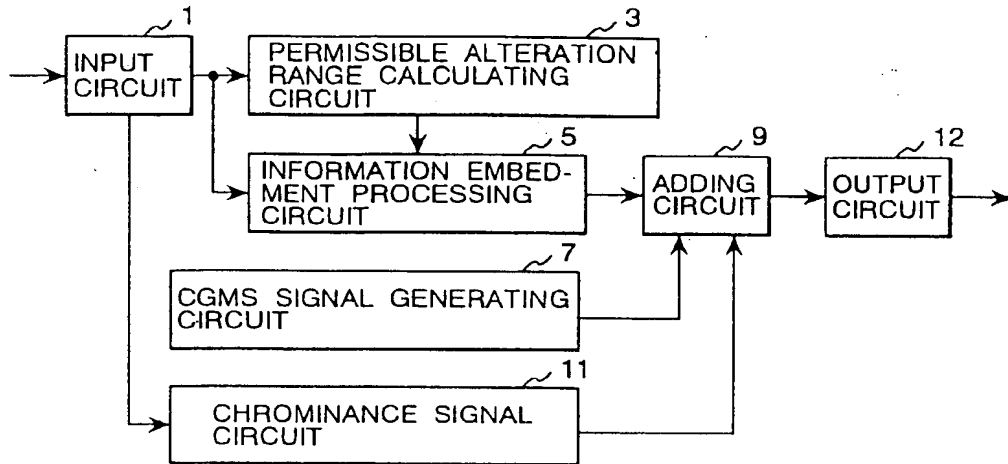 1
INPUT
CIRCUIT
3
PERMISSIBLE ALTERATION
RANGE CALCULATING
CIRCUIT
5
INFORMATION EMBED-
MENT PROCESSING
CIRCUIT
9
ADDING
CIRCUIT
12
OUTPUT
CIRCUIT
7
CGMS SIGNAL GENERATING
CIRCUIT
11
CHROMINANCE SIGNAL
CIRCUIT